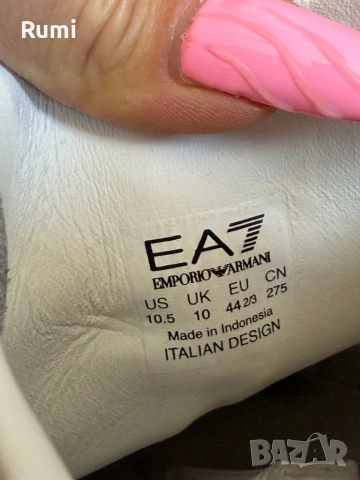 Rumi
EA7
EMPORIO ARMANI
US UK EU CN
10.5 10 44 2/3 275
Made in Indonesia
ITALIAN DESIGN
BAZAR